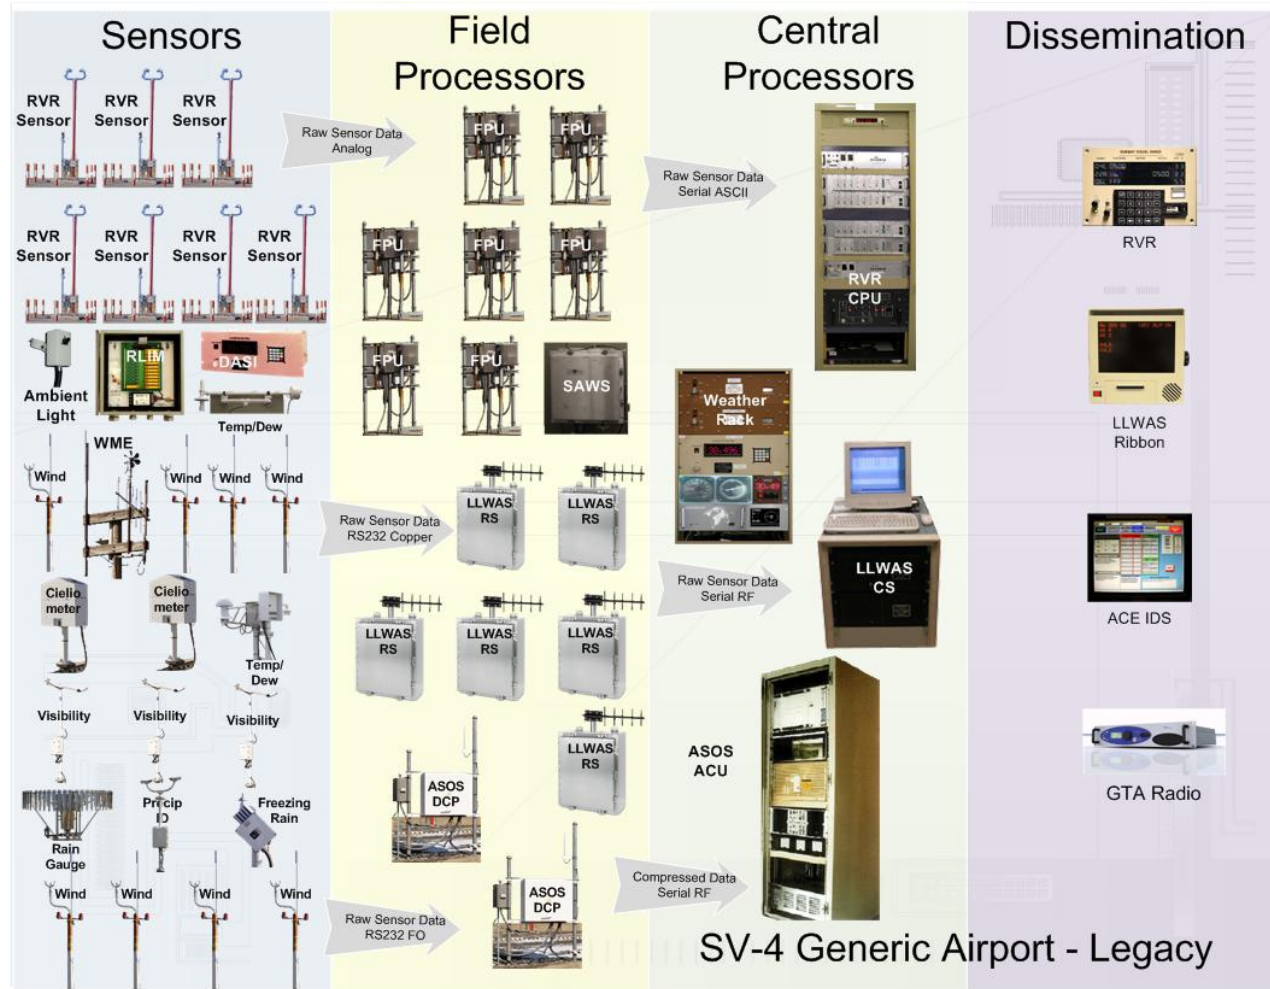 Sensors
Field
Processors
Central
Processors
Dissemination
RVR
Sensor
RVR
Sensor
RVR
Sensor
Raw Sensor Data
Analog
FPU
FPU
Raw Sensor Data
Serial ASCII
RVR
CPU
RVR
RVR
Sensor
RVR
Sensor
RVR
Sensor
RVR
Sensor
FPU
FPU
FPU
Ambient
Light
RLIM
DASI
Temp/Dew
FPU
FPU
SAWS
Weather
Rack
LLWAS
Ribbon
WME
Wind
Wind
Wind
Wind
Raw Sensor Data
RS232 Copper
LLWAS
RS
LLWAS
RS
Raw Sensor Data
Serial RF
LLWAS
CS
ACE IDS
Cielio
meter
Cielio
meter
Temp/
Dew
LLWAS
RS
LLWAS
RS
LLWAS
RS
Visibility
Visibility
Visibility
LLWAS
RS
ASOS
ACU
GTA Radio
Rain
Gauge
Precip
ID
Freezing
Rain
ASOS
DCP
ASOS
DCP
Wind
Wind
Wind
Wind
Raw Sensor Data
RS232 FO
Compressed Data
Serial RF
SV-4 Generic Airport - Legacy